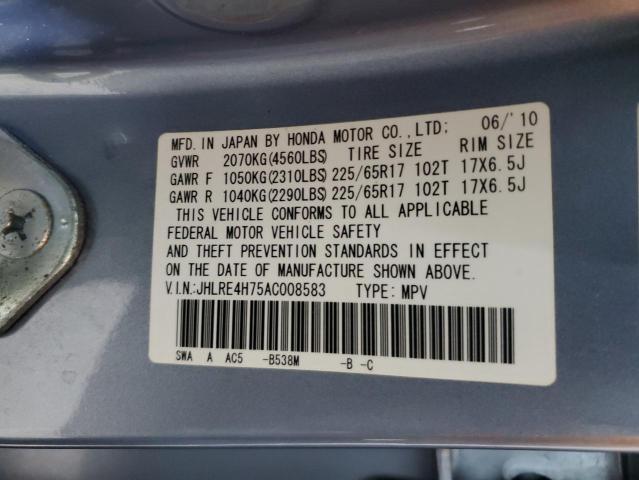 MFD. IN JAPAN BY HONDA MOTOR CO.,LTD; 06/'10
GVWR 2070KG(4560LBS) TIRE SIZE RIM SIZE
GAWR F 1050KG(2310LBS) 225/65R17 102T 17X6.5J
GAWR R 1040KG(2290LBS) 225/65R17 102T 17X6.5J
THIS VEHICLE CONFORMS TO ALL APPLICABLE
FEDERAL MOTOR VEHICLE SAFETY
AND THEFT PREVENTION STANDARDS IN EFFECT
ON THE DATE OF MANUFACTURE SHOWN ABOVE.
V.I.N.:JHLRE4H75AC008583 TYPE: MPV
SWA A AC5 -B538M -B -C